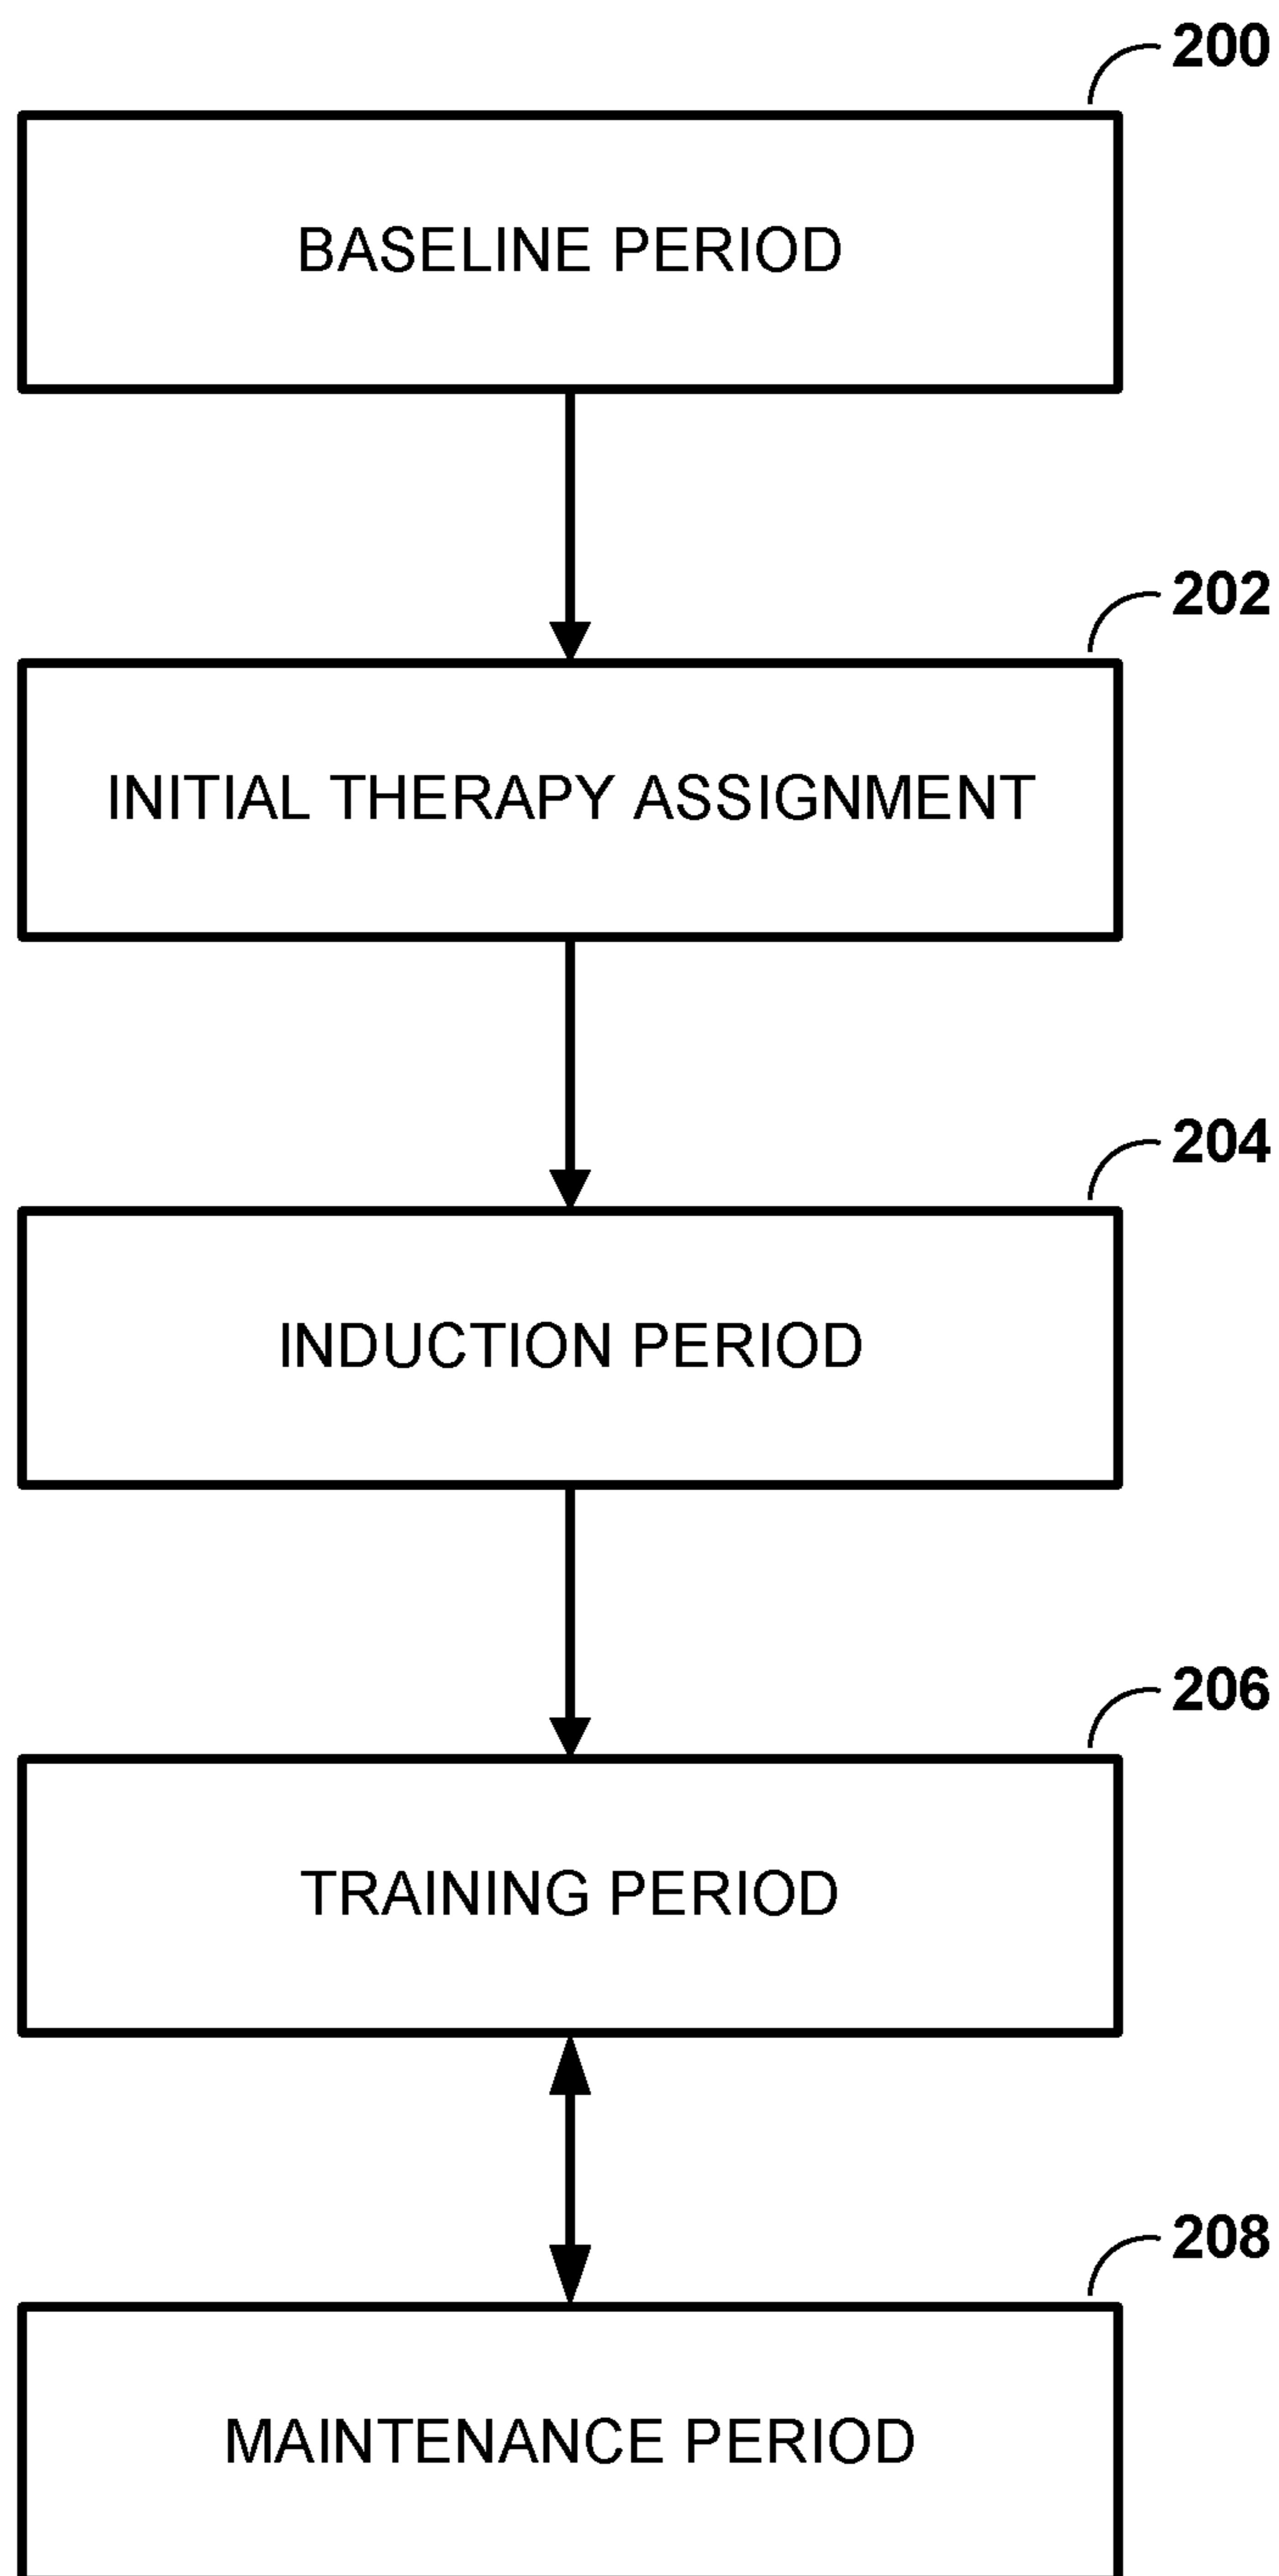 200
BASELINE PERIOD
202
INITIAL THERAPY ASSIGNMENT
204
INDUCTION PERIOD
206
TRAINING PERIOD
208
MAINTENANCE PERIOD